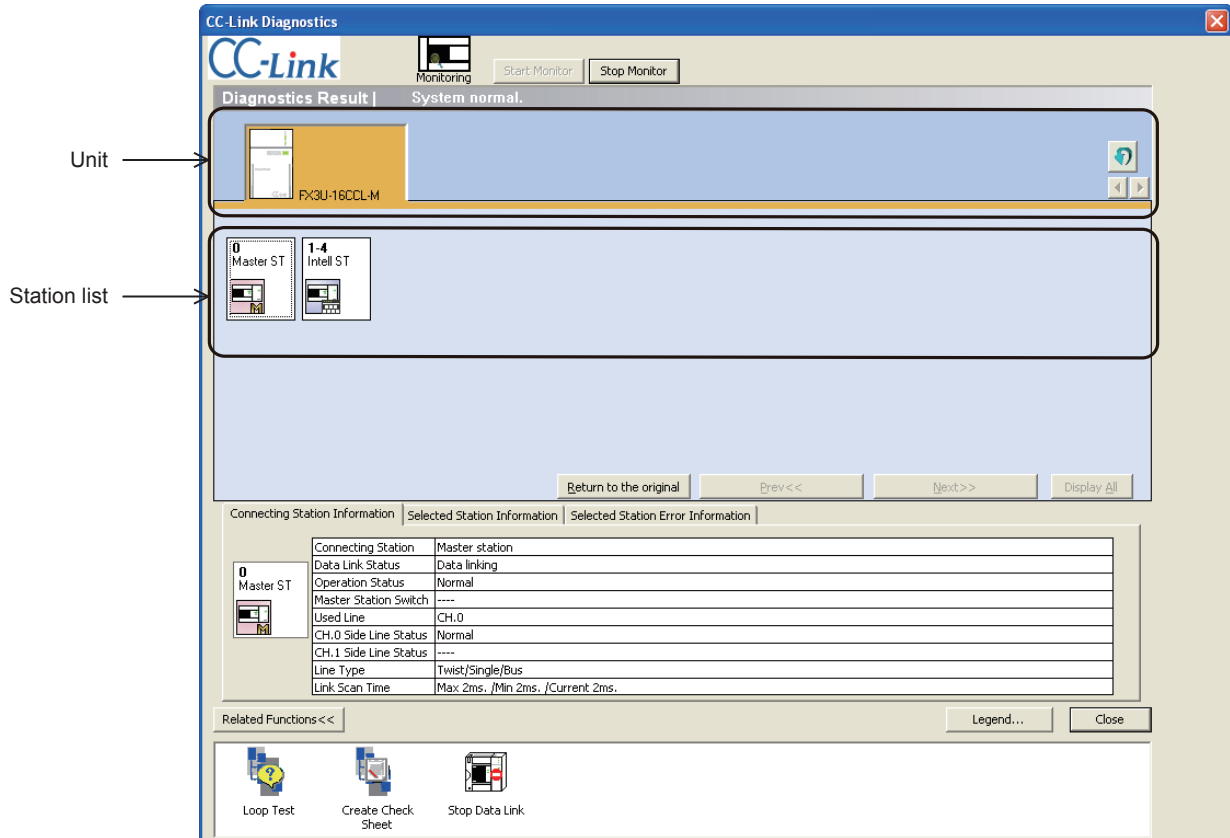 CC-Link Diagnostics
CC-Link
Monitoring
Start Monitor
Stop Monitor
Diagnostics Result | System normal.
Unit
FX3U-16CCL-M
Station list
0
Master ST
1-4
Intell ST
Return to the original
Prev<<
Next>>
Display All
Connecting Station Information
Selected Station Information
Selected Station Error Information
0
Master ST
Connecting Station Master station
Data Link Status Data linking
Operation Status Normal
Master Station Switch ----
Used Line CH.0
CH.0 Side Line Status Normal
CH.1 Side Line Status ----
Line Type Twist/Single/Bus
Link Scan Time Max 2ms. /Min 2ms. /Current 2ms.
Related Functions<<
Legend...
Close
Loop Test
Create Check
Sheet
Stop Data Link